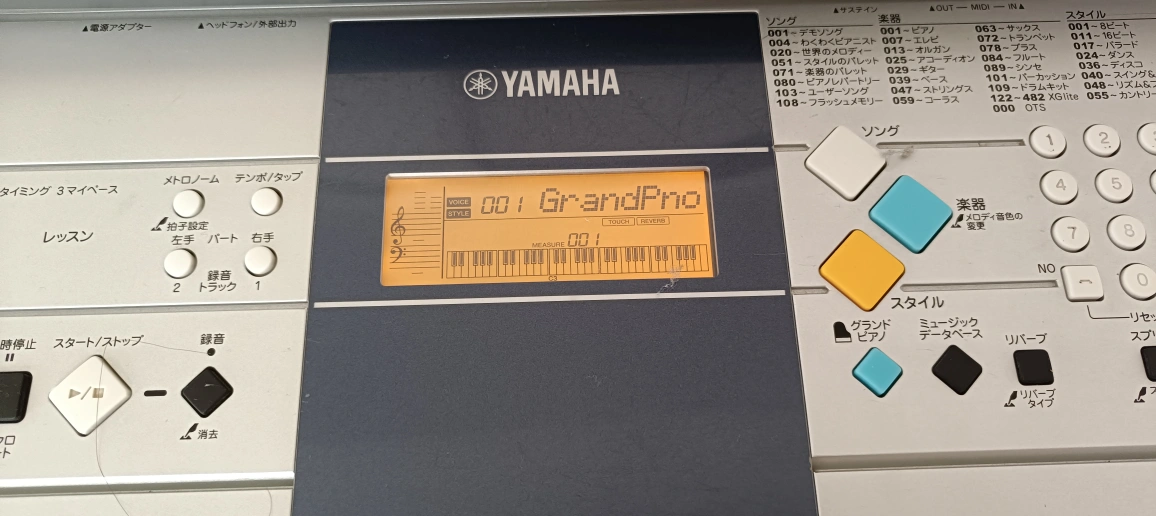 ▲電源アダプター
▲ヘッドフォン/外部出力
YAMAHA
▲サステイン
▲OUT — MIDI — IN▲
ソング
001~デモソング
004~わくわくピアニスト
020~世界のメロディー
051~スタイルのパレット
071~楽器のパレット
080~ピアノレパートリー
103~ユーザーソング
108~フラッシュメモリー
楽器
001~ピアノ
007~エレピ
013~オルガン
025~アコーディオン
029~ギター
039~ベース
047~ストリングス
059~コーラス
063~サックス
072~トランペット
078~ブラス
084~フルート
089~シンセ
101~パーカッション
109~ドラムキット
122~482 XGlite
000 OTS
スタイル
001~8ビート
011~16ビート
017~バラード
024~ダンス
036~ディスコ
040~スイング&
048~リズム&
055~カントリー
タイミング 3 マイペース
レッスン
メトロノーム
拍子設定
テンポ/タップ
左手 パート 右手
録音
2 トラック 1
VOICE
STYLE
001 GrandPno
TOUCH REVERB
MEASURE 001
ソング
楽器
メロディ音色の
変更
スタイル
1 2
4 5
7 8
NO
-
0
リセッ
時停止
スタート/ストップ
録音
消去
グランド
ピアノ
ミュージック
データベース
リバーブ
リバーブ
タイプ
スプリ